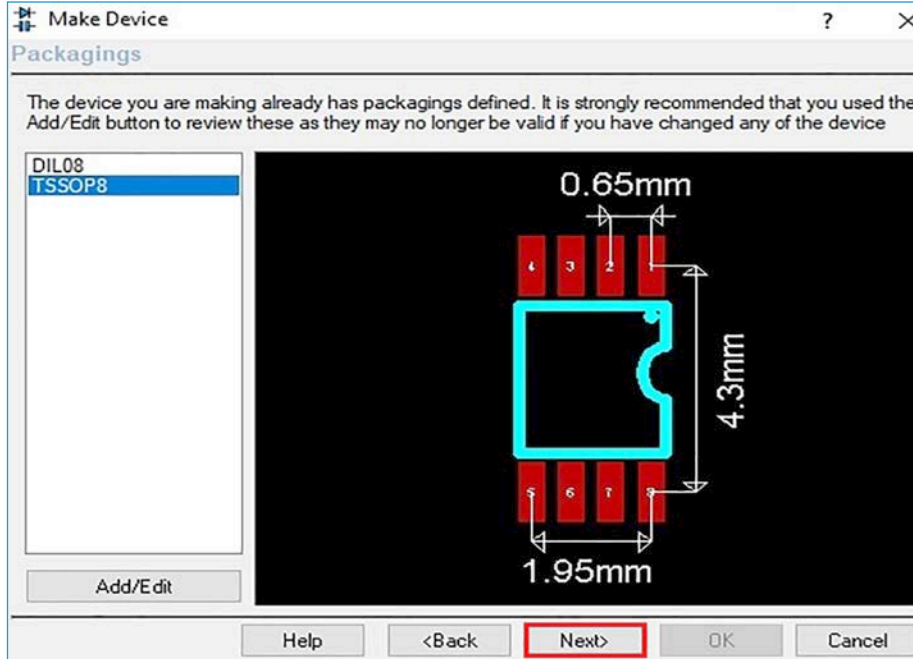 Make Device
?
Packagings
The device you are making already has packagings defined. It is strongly recommended that you used the
Add/Edit button to review these as they may no longer be valid if you have changed any of the device
DIL08
TSSOP8
0.65mm
4 3 2 1
4.3mm
5 6 7 8
1.95mm
Add/Edit
Help <Back Next> OK Cancel